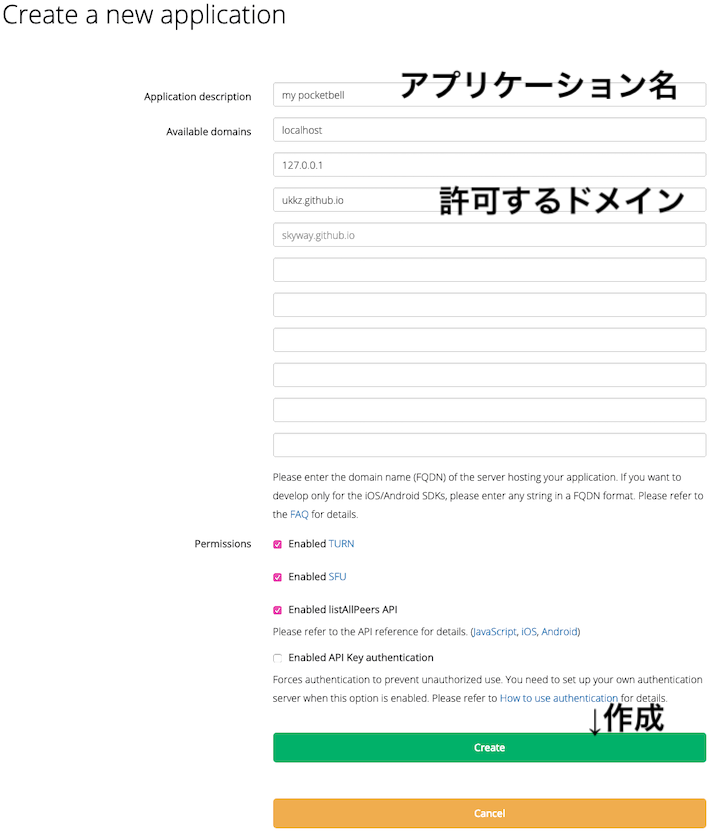 Create a new application
Application description
my pocketbell
アプリケーション名
Available domains
localhost
127.0.0.1
ukkz.github.io
許可するドメイン
skyway.github.io
Please enter the domain name (FQDN) of the server hosting your application. If you want to
develop only for the iOS/Android SDKs, please enter any string in a FQDN format. Please refer to
the FAQ for details.
Permissions
Enabled TURN
Enabled SFU
Enabled listAllPeers API
Please refer to the API reference for details. (JavaScript, iOS, Android)
Enabled API Key authentication
Forces authentication to prevent unauthorized use. You need to set up your own authentication
server when this option is enabled. Please refer to How to use authentication for details.
↓作成
Create
Cancel